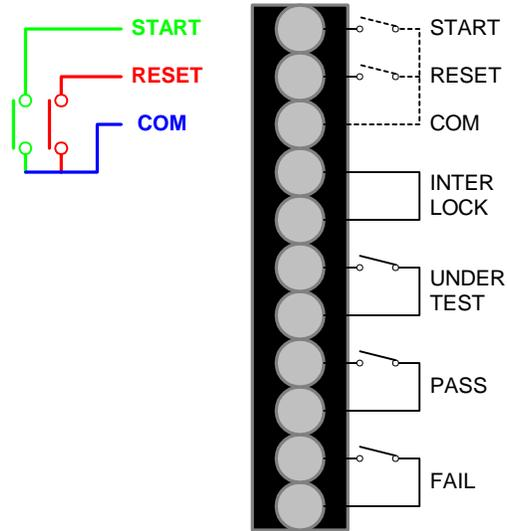 START
RESET
COM
START
RESET
COM
INTER
LOCK
UNDER
TEST
PASS
FAIL